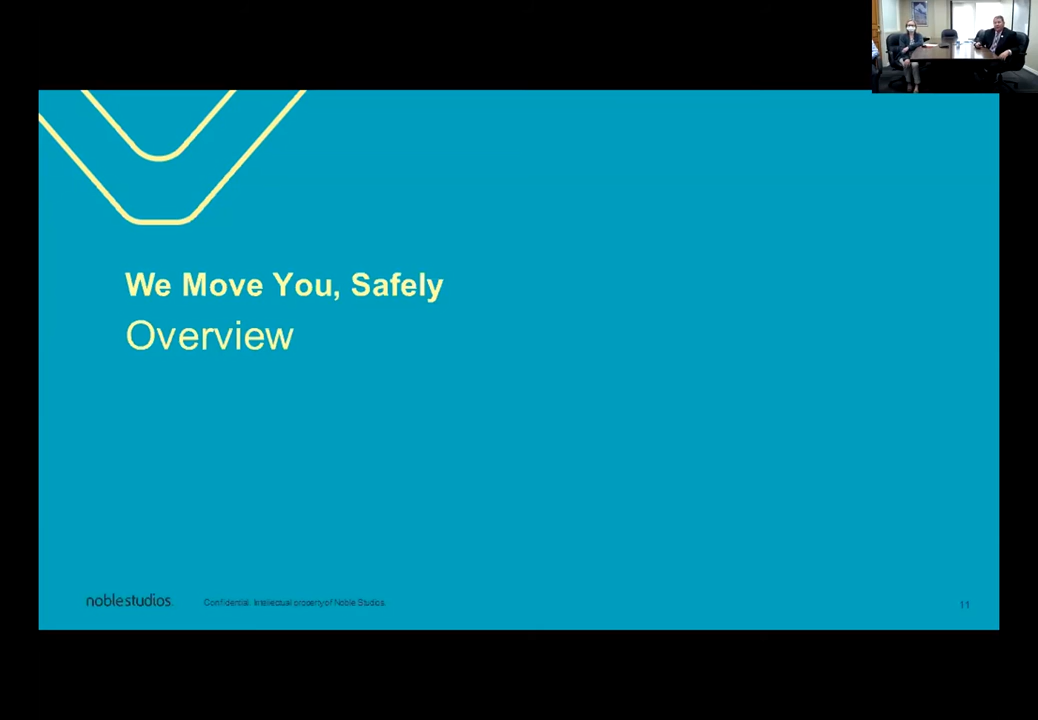 We Move You, Safely
Overview
noblestudios.
Confidential. Intellectual property of Noble Studios
11